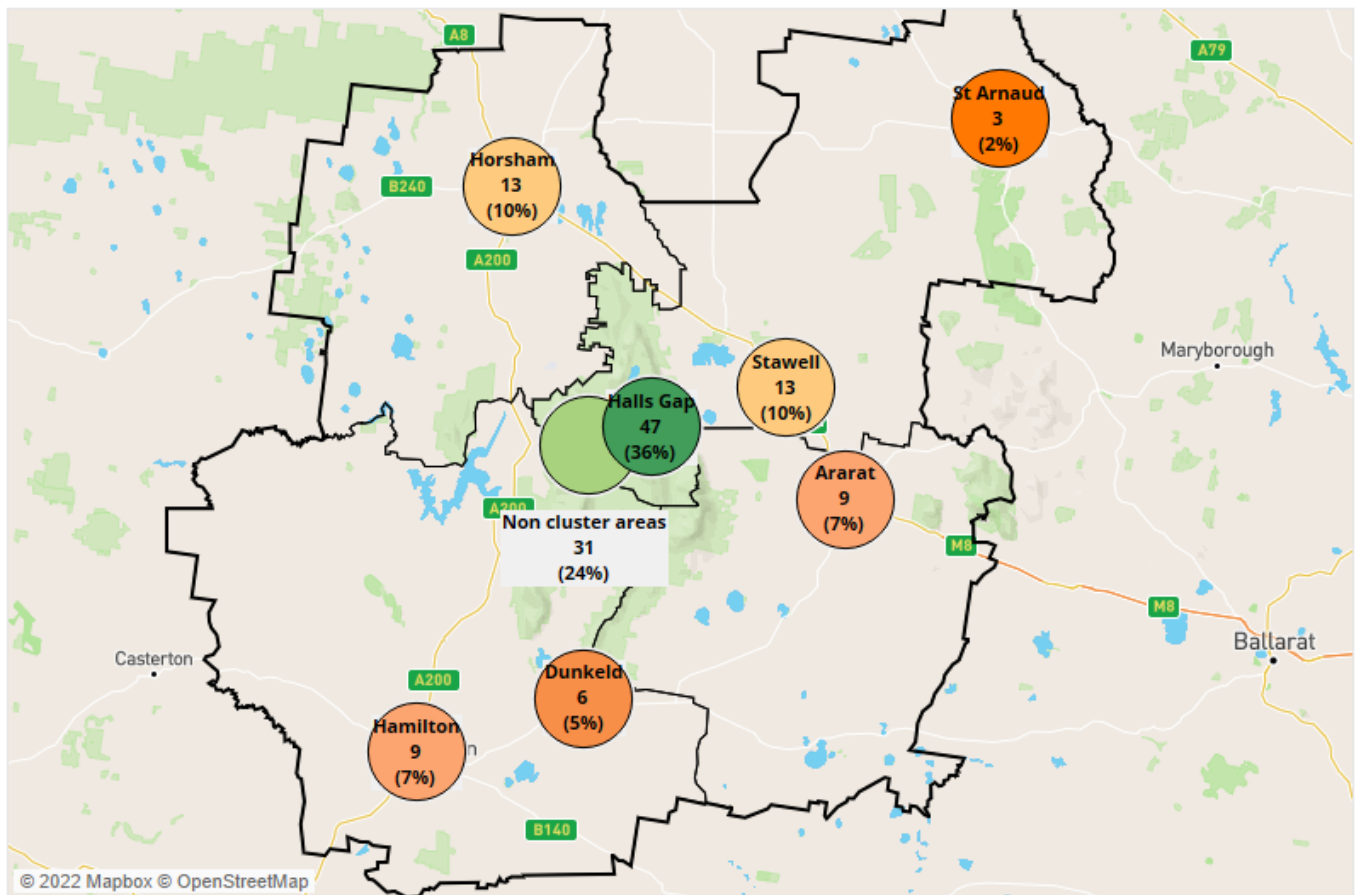 A8
A79
St Arnaud
3
(2%)
Horsham
13
(10%)
B240
A200
Maryborough
Stawell
13
(10%)
Halls Gap
47
(36%)
Ararat
9
(7%)
A200
Non cluster areas
31
(24%)
M8
M8
Ballarat
Casterton
A200
Dunkeld
6
(5%)
Hamilton
9
(7%)
B140
© 2022 Mapbox © OpenStreetMap